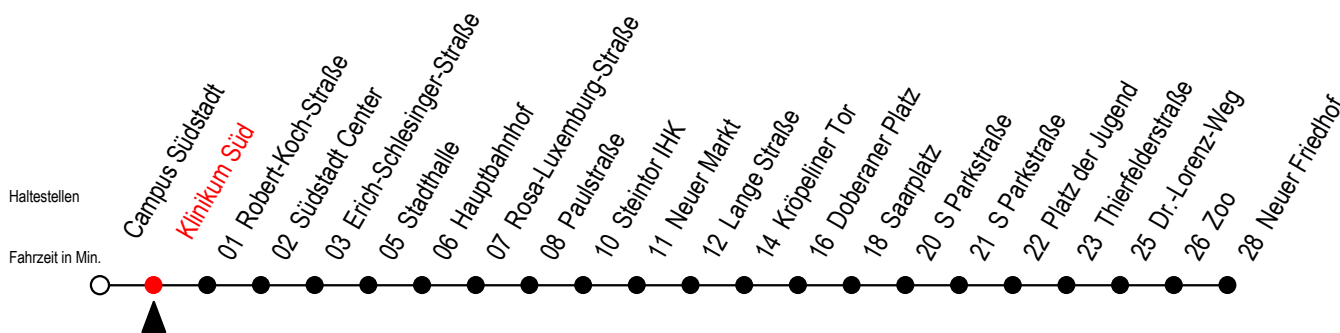 Haltestellen
Fahrzeit in Min.
Campus Südstadt
Klinikum Süd
01 Robert-Koch-Straße
02 Südstadt Center
03 Erich-Schlesinger-Straße
05 Stadthalle
06 Hauptbahnhof
07 Rosa-Luxemburg-Straße
08 Paulstraße
10 Steintor IHK
11 Neuer Markt
12 Lange Straße
14 Kröpeliner Tor
16 Doberaner Platz
18 Saarplatz
20 S Parkstraße
21 S Parkstraße
22 Platz der Jugend
23 Thierfelderstraße
25 Dr.-Lorenz-Weg
26 Zoo
28 Neuer Friedhof